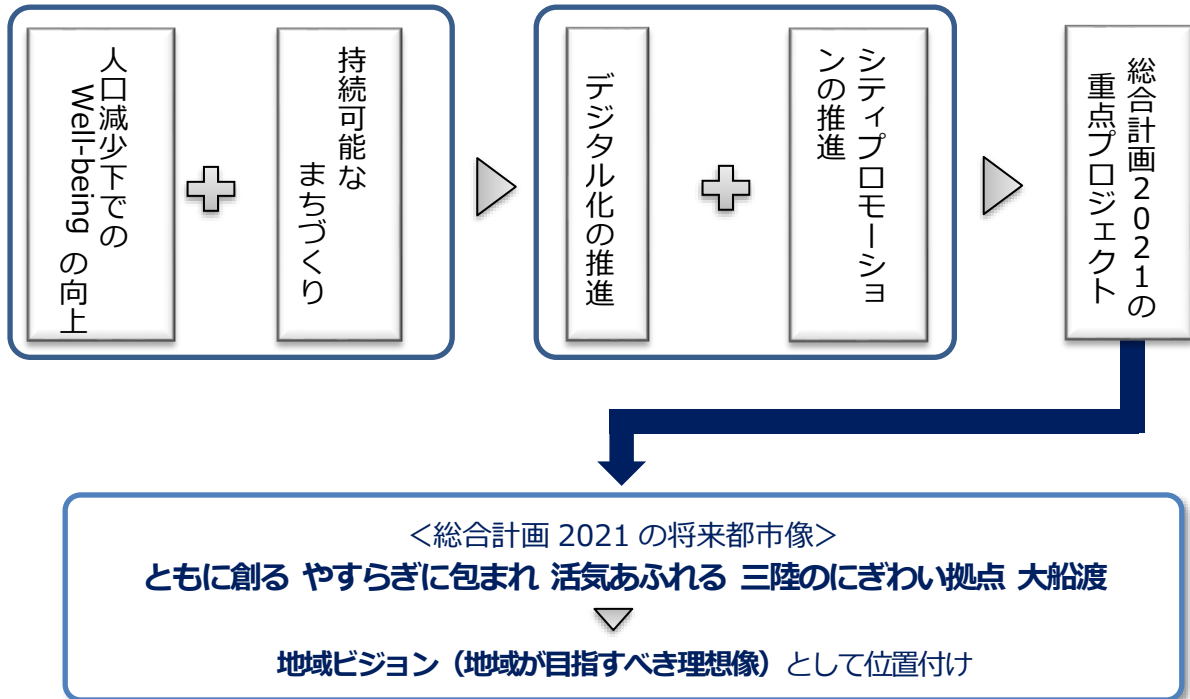 人口減少下での
Well-being の向上
持続可能な
まちづくり
デジタル化の推進
シティプロモーショ
ンの推進
総合計画2021の
重点プロジェクト
＜総合計画 2021 の将来都市像＞
ともに創る やすらぎに包まれ 活気あふれる 三陸のにぎわい拠点 大船渡
地域ビジョン（地域が目指すべき理想像）として位置付け